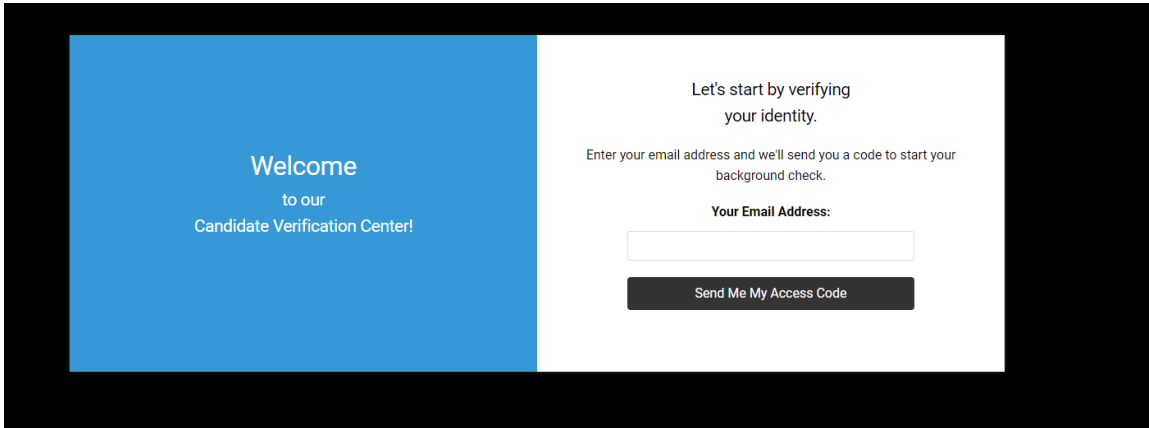 Welcome
to our
Candidate Verification Center!
Let's start by verifying
your identity.
Enter your email address and we'll send you a code to start your
background check.
Your Email Address:
Send Me My Access Code